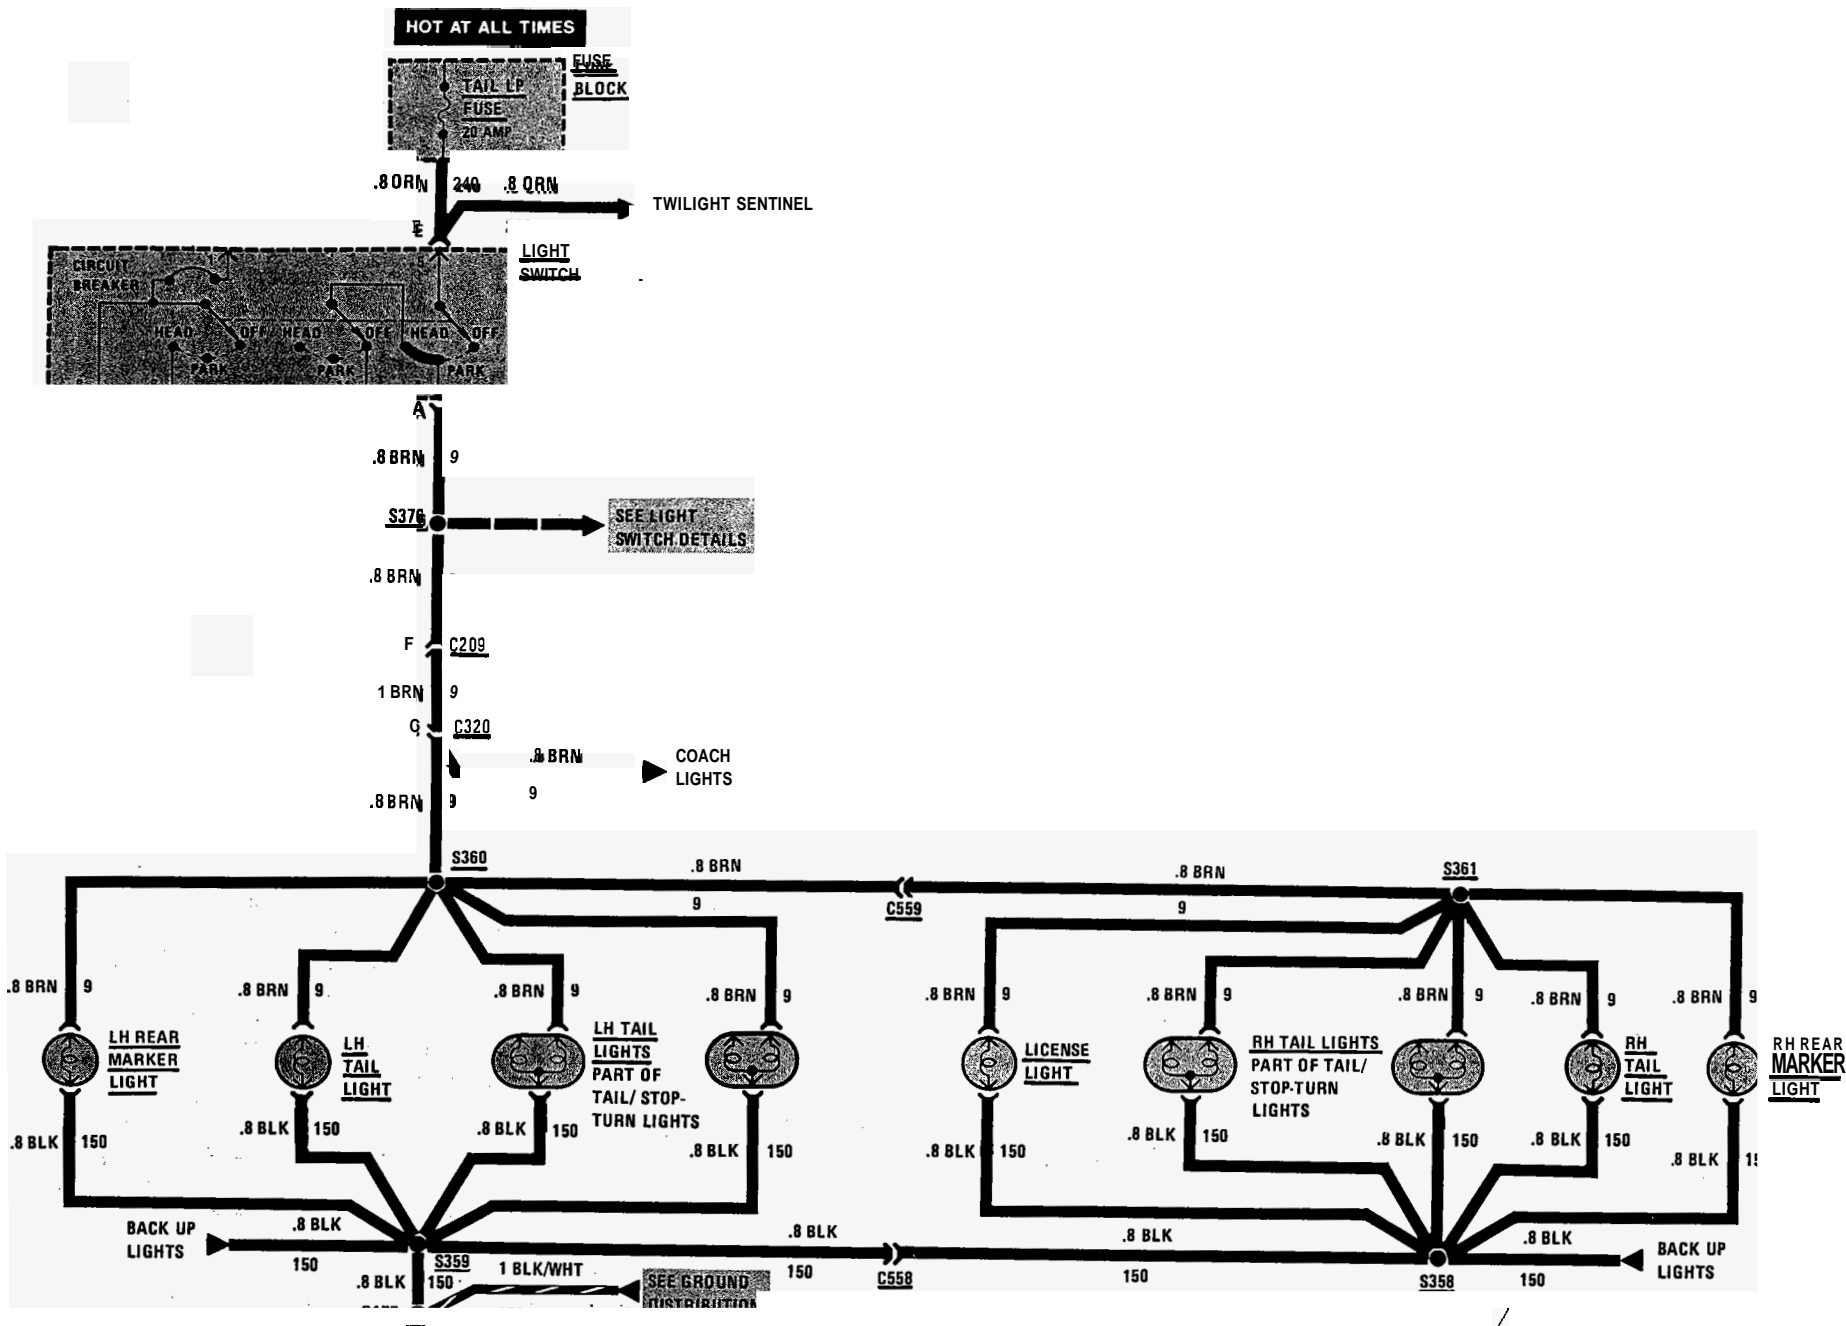 HOT AT ALL TIMES
FUSE
BLOCK
TAIL LP
FUSE
20 AMP
.8 ORN 240 .8 ORN
TWILIGHT SENTINEL
E
LIGHT
SWITCH
CIRCUIT
BREAKER
HEAD OFF HEAD OFF HEAD OFF
PARK PARK PARK
A
.8 BRN 9
S376
SEE LIGHT
SWITCH DETAILS
.8 BRN
F C209
1 BRN 9
G C320
.8 BRN
COACH
LIGHTS
9
.8 BRN 9
S360
.8 BRN
.8 BRN
S361
9
C559
9
.8 BRN 9
.8 BRN 9
.8 BRN 9
.8 BRN 9
.8 BRN 9
.8 BRN 9
.8 BRN 9
.8 BRN 9
.8 BRN 9
LH REAR
MARKER
LIGHT
LH
TAIL
LIGHT
LH TAIL
LIGHTS
PART OF
TAIL/ STOP-
TURN LIGHTS
LICENSE
LIGHT
RH TAIL LIGHTS
PART OF TAIL/
STOP-TURN
LIGHTS
RH
TAIL
LIGHT
RH REAR
MARKER
LIGHT
.8 BLK 150
.8 BLK 150
.8 BLK 150
.8 BLK 150
.8 BLK 150
.8 BLK 150
.8 BLK 150
.8 BLK 150
.8 BLK 15
BACK UP
LIGHTS
.8 BLK
150
S359
.8 BLK 150
1 BLK/WHT
SEE GROUND
DISTRIBUTION
.8 BLK
150
C558
.8 BLK
150
S358
.8 BLK
150
BACK UP
LIGHTS